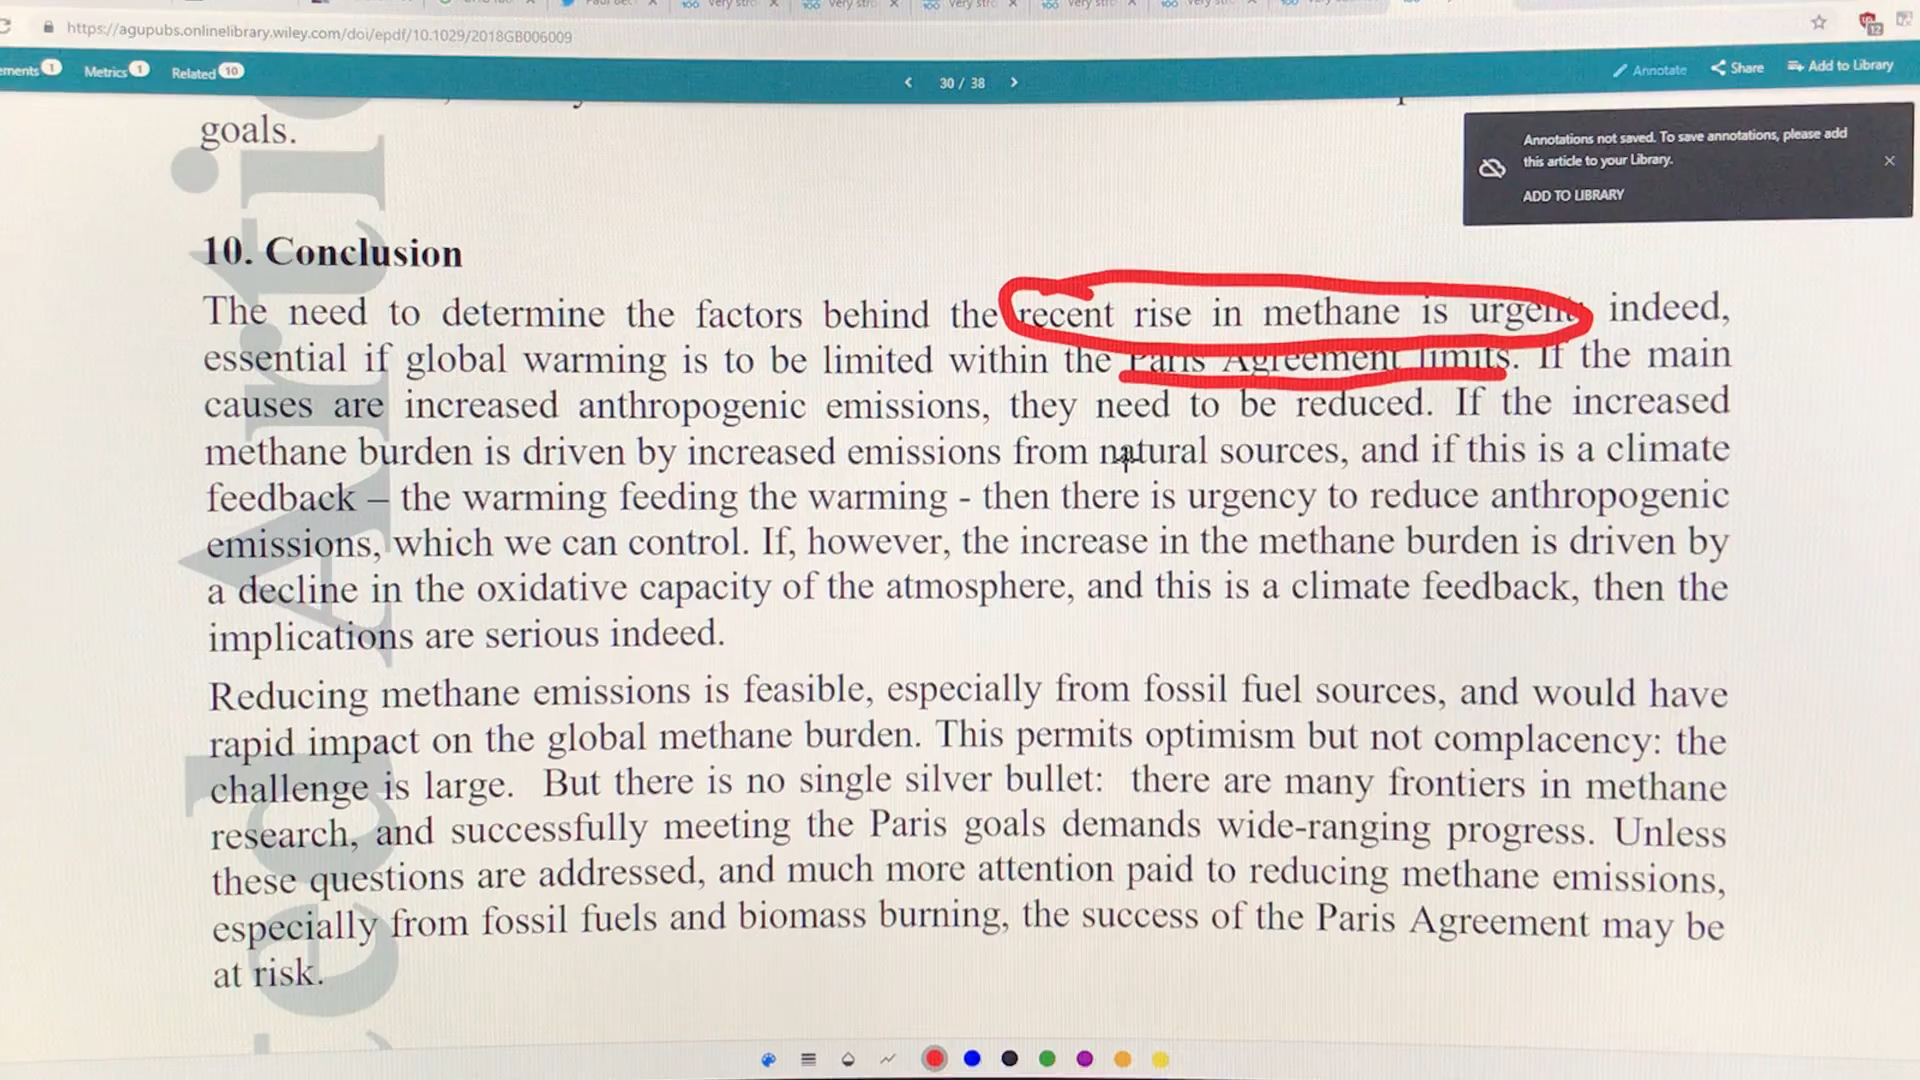 https://agupubs.onlinelibrary.wiley.com/doi/epdf/10.1029/2018GB006009
12
ements 1 Metrics 1 Related 10
30 / 38
Annotate Share Add to Library
Annotations not saved. To save annotations, please add
this article to your Library.
ADD TO LIBRARY
goals.
10. Conclusion
The need to determine the factors behind the recent rise in methane is urgent, indeed,
essential if global warming is to be limited within the Paris Agreement limits. If the main
causes are increased anthropogenic emissions, they need to be reduced. If the increased
methane burden is driven by increased emissions from natural sources, and if this is a climate
feedback – the warming feeding the warming - then there is urgency to reduce anthropogenic
emissions, which we can control. If, however, the increase in the methane burden is driven by
a decline in the oxidative capacity of the atmosphere, and this is a climate feedback, then the
implications are serious indeed.
Reducing methane emissions is feasible, especially from fossil fuel sources, and would have
rapid impact on the global methane burden. This permits optimism but not complacency: the
challenge is large. But there is no single silver bullet: there are many frontiers in methane
research, and successfully meeting the Paris goals demands wide-ranging progress. Unless
these questions are addressed, and much more attention paid to reducing methane emissions,
especially from fossil fuels and biomass burning, the success of the Paris Agreement may be
at risk.
ed Artic